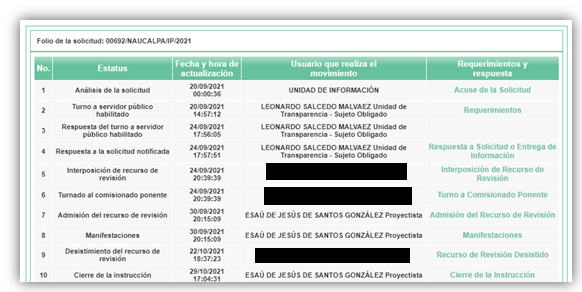 Folio de la solicitud: 00692/NAUCALPA/IP/2021
No. Estatus Fecha y hora de actualización Usuario que realiza el movimiento Requerimientos y respuesta
1 Análisis de la solicitud 20/09/2021 00:00:36 UNIDAD DE INFORMACIÓN Acuse de la Solicitud
2 Turno a servidor público habilitado 20/09/2021 14:57:12 LEONARDO SALCEDO MALVAEZ Unidad de Transparencia - Sujeto Obligado Requerimientos
3 Respuesta del turno a servidor público habilitado 24/09/2021 17:56:05 LEONARDO SALCEDO MALVAEZ Unidad de Transparencia - Sujeto Obligado
4 Respuesta a la solicitud notificada 24/09/2021 17:57:51 LEONARDO SALCEDO MALVAEZ Unidad de Transparencia - Sujeto Obligado Respuesta a Solicitud o Entrega de Información
5 Interposición de recurso de revisión 24/09/2021 20:39:39 Interposición de Recurso de Revisión
6 Turnado al comisionado ponente 24/09/2021 20:39:39 Turno a Comisionado Ponente
7 Admisión del recurso de revisión 30/09/2021 20:15:09 ESAÚ DE JESÚS DE SANTOS GONZÁLEZ Proyectista Admisión del Recurso de Revisión
8 Manifestaciones 30/09/2021 20:15:09 ESAÚ DE JESÚS DE SANTOS GONZÁLEZ Proyectista Manifestaciones
9 Desistimiento del recurso de revisión 22/10/2021 18:37:23 Recurso de Revisión Desistido
10 Cierre de la instrucción 29/10/2021 17:04:31 ESAÚ DE JESÚS DE SANTOS GONZÁLEZ Proyectista Cierre de la Instrucción